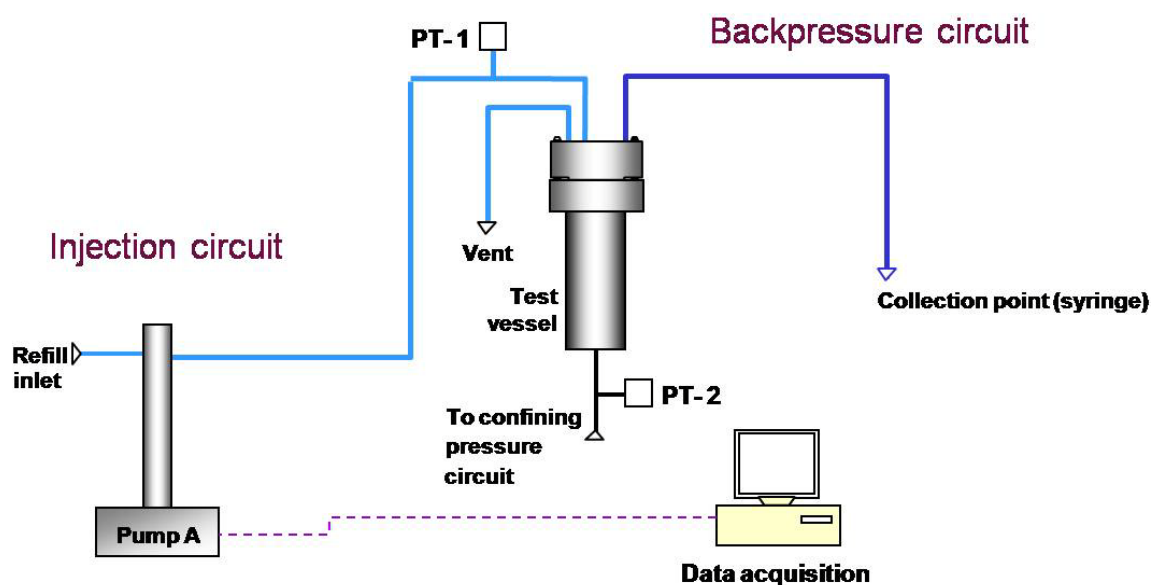 PT-1
Backpressure circuit
Injection circuit
Vent
Test
vessel
Collection point (syringe)
Refill
inlet
PT-2
To confining
pressure
circuit
Pump A
Data acquisition